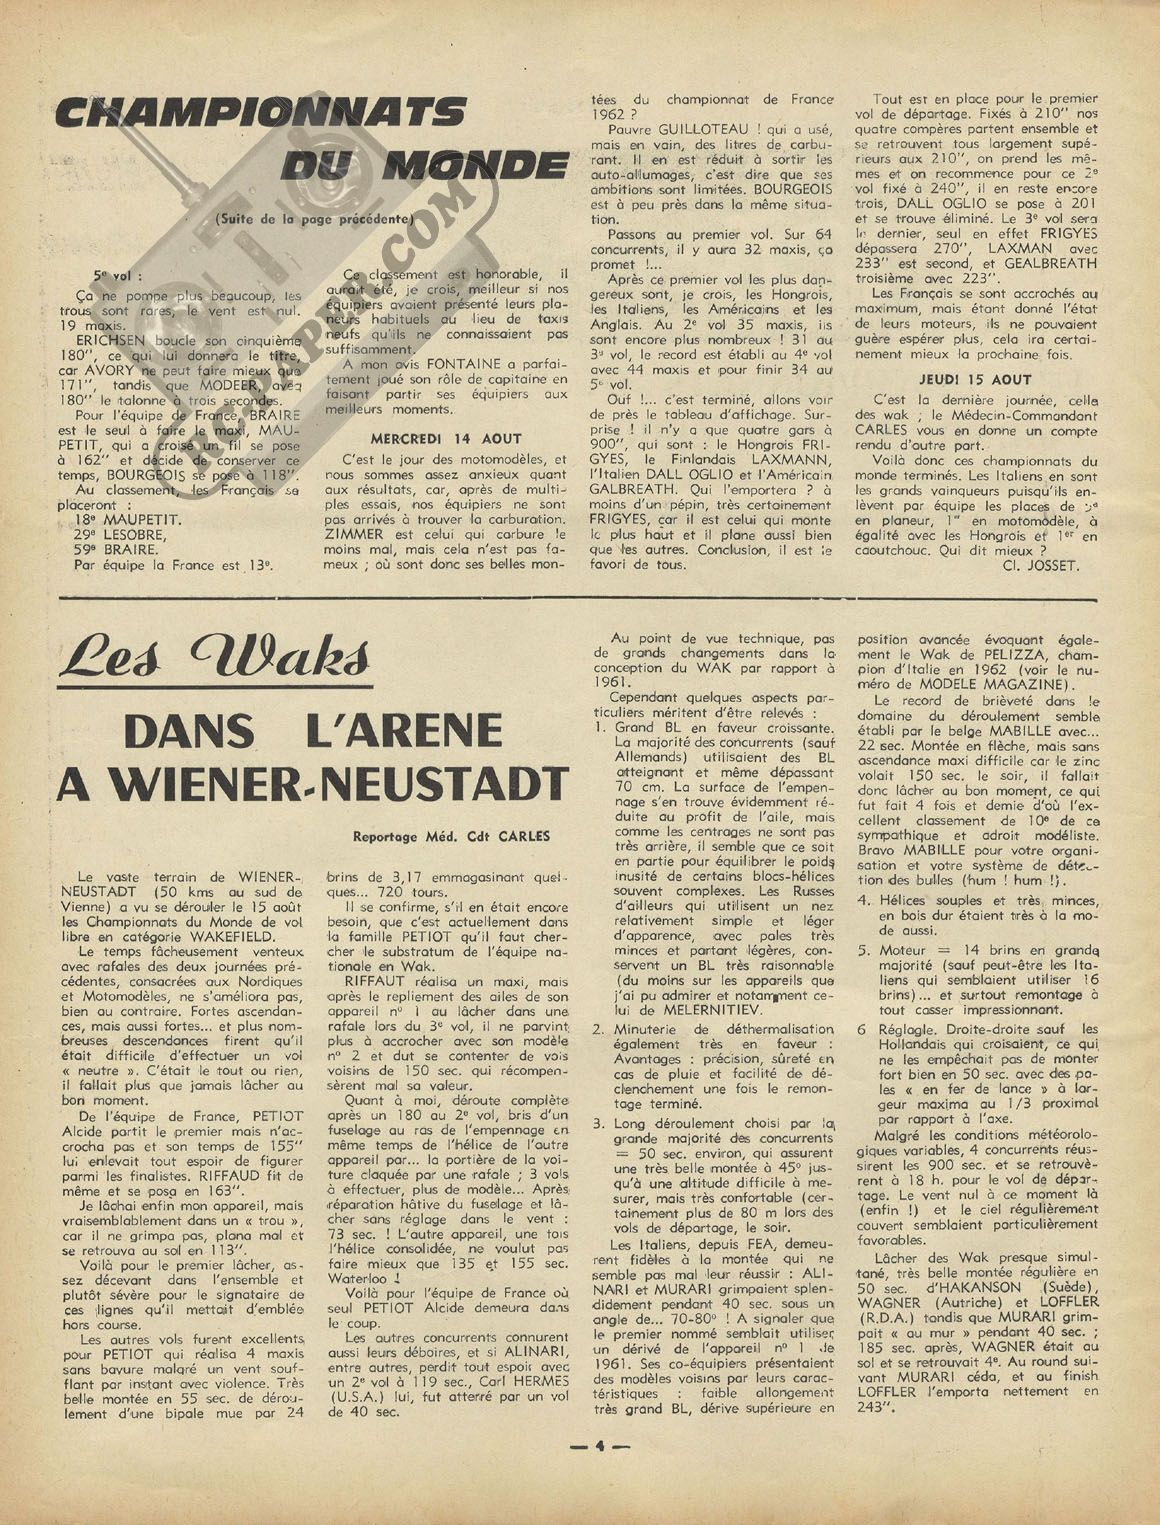 CHAMPIONNATS
DU MONDE
(Suite de la page précédente)
5e vol :
Ça ne pompe plus beaucoup, les
trous sont rares, le vent est nul.
19 maxis.
ERICHSEN boucle son cinquième
180'', ce qui lui donnera le titre,
car AVORY ne peut faire mieux que
171'', tandis que MODEER, avec
180'' le talonne à trois secondes.
Pour l'équipe de France, BRAIRE
est le seul à faire le maxi, MAU-
PETIT, qui a croisé un fil se pose
à 162'' et décide de conserver ce
temps, BOURGEOIS se pose à 118''.
Au classement, les Français se
placeront :
18e MAUPETIT.
29e LESOBRE,
59e BRAIRE.
Par équipe la France est 13e.
Ce classement est honorable, il
aurait été, je crois, meilleur si nos
équipiers avaient présenté leurs pla-
neurs habituels au lieu de taxis
neufs qu'ils ne connaissaient pas
suffisamment.
A mon avis FONTAINE a parfai-
tement joué son rôle de capitaine en
faisant partir ses équipiers aux
meilleurs moments.
MERCREDI 14 AOUT
C'est le jour des motomodèles, et
nous sommes assez anxieux quant
aux résultats, car, après de multi-
ples essais, nos équipiers ne sont
pas arrivés à trouver la carburation.
ZIMMER est celui qui carbure le
moins mal, mais cela n'est pas fa-
meux ; où sont donc ses belles mon-
tées du championnat de France
1962 ?
Pauvre GUILLOTEAU ! qui a usé,
mais en vain, des litres de carbu-
rant. Il en est réduit à sortir les
auto-allumages, c'est dire que ses
ambitions sont limitées. BOURGEOIS
est à peu près dans la même situa-
tion.
Passons au premier vol. Sur 64
concurrents, il y aura 32 maxis, ça
promet !...
Après ce premier vol les plus dan-
gereux sont, je crois, les Hongrois,
les Italiens, les Américains et les
Anglais. Au 2e vol 35 maxis, ils
sont encore plus nombreux ! 31 au
3e vol, le record est établi au 4e vol
avec 44 maxis et pour finir 34 au
5e vol.
Ouf !... c'est terminé, allons voir
de près le tableau d'affichage. Sur-
prise ! il n'y a que quatre gars à
900'', qui sont : le Hongrois FRI-
GYES, le Finlandais LAXMANN,
l'Italien DALL OGLIO et l'Américain
GALBREATH. Qui l'emportera ? à
moins d'un pépin, très certainement
FRIGYES, car il est celui qui monte
le plus haut et il plane aussi bien
que les autres. Conclusion, il est le
favori de tous.
Tout est en place pour le premier
vol de départage. Fixés à 210'' nos
quatre compères partent ensemble et
se retrouvent tous largement supé-
rieurs aux 210'', on prend les mê-
mes et on recommence pour ce 2e
vol fixé à 240'', il en reste encore
trois, DALL OGLIO se pose à 201
et se trouve éliminé. Le 3e vol sera
le dernier, seul en effet FRIGYES
dépassera 270'', LAXMAN avec
233'' est second, et GEALBREATH
troisième avec 223''.
Les Français se sont accrochés au
maximum, mais étant donné l'état
de leurs moteurs, ils ne pouvaient
guère espérer plus, cela ira certai-
nement mieux la prochaine fois.
JEUDI 15 AOUT
C'est la dernière journée, celle
des wak ; le Médecin-Commandant
CARLES vous en donne un compte
rendu d'autre part.
Voilà donc ces championnats du
monde terminés. Les Italiens en sont
les grands vainqueurs puisqu'ils en-
lèvent par équipe les places de
en planeur, 1'' en motomodèle, à
égalité avec les Hongrois et 1er en
caoutchouc. Qui dit mieux ?
Cl. JOSSET.
Les Waks
DANS L'ARENE
A WIENER-NEUSTADT
Reportage Méd. Cdt CARLES
Le vaste terrain de WIENER-
NEUSTADT (50 kms au sud de
Vienne) a vu se dérouler le 15 août
les Championnats du Monde de vol
libre en catégorie WAKEFIELD.
Le temps fâcheusement venteux
avec rafales des deux journées pré-
cédentes, consacrées aux Nordiques
et Motomodèles, ne s'améliora pas,
bien au contraire. Fortes ascendan-
ces, mais aussi fortes... et plus nom-
breuses descendances firent qu'il
était difficile d'effectuer un vol
« neutre ». C'était le tout ou rien,
il fallait plus que jamais lâcher au
bon moment.
De l'équipe de France, PETIOT
Alcide partit le premier mais n'ac-
crocha pas et son temps de 155''
lui enlevait tout espoir de figurer
parmi les finalistes. RIFFAUD fit de
même et se posa en 163''.
Je lâchai enfin mon appareil, mais
vraisemblablement dans un « trou »,
car il ne grimpa pas, plana mal et
se retrouva au sol en 113''.
Voilà pour le premier lâcher, as-
sez décevant dans l'ensemble et
plutôt sévère pour le signataire de
ces lignes qu'il mettait d'emblée
hors course.
Les autres vols furent excellents
pour PETIOT qui réalisa 4 maxis
sans bavure malgré un vent souf-
flant par instant avec violence. Très
belle montée en 55 sec. de dérou-
lement d'une bipale mue par 24
brins de 3,17 emmagasinant quel-
ques... 720 tours.
Il se confirme, s'il en était encore
besoin, que c'est actuellement dans
la famille PETIOT qu'il faut cher-
cher le substratum de l'équipe na-
tionale en Wak.
RIFFAUT réalisa un maxi, mais
après le repliement des ailes de son
appareil n° 1 au lâcher dans une
rafale lors du 3e vol, il ne parvint
plus à accrocher avec son modèle
n° 2 et dut se contenter de vols
voisins de 150 sec. qui récompen-
sèrent mal sa valeur.
Quant à moi, déroute complète
après un 180 au 2e vol, bris d'un
fuselage au ras de l'empennage en
même temps de l'hélice de l'autre
appareil par... la portière de la voi-
ture claquée par une rafale ; 3 vols
à effectuer, plus de modèle... Après
réparation hâtive du fuselage et lâ-
cher sans réglage dans le vent :
73 sec. ! L'autre appareil, une fois
l'hélice consolidée, ne voulut pas
faire mieux que 135 et 155 sec.
Waterloo !
Voilà pour l'équipe de France où
seul PETIOT Alcide demeura dans
le coup.
Les autres concurrents connurent
aussi leurs déboires, et si ALINARI,
entre autres, perdit tout espoir avec
un 2e vol à 119 sec., Carl HERMES
(U.S.A.) lui, fut atterré par un vol
de 40 sec.
Au point de vue technique, pas
de grands changements dans la
conception du WAK par rapport à
1961.
Cependant quelques aspects par-
ticuliers méritent d'être relevés :
1. Grand BL en faveur croissante.
La majorité des concurrents (sauf
Allemands) utilisaient des BL
atteignant et même dépassant
70 cm. La surface de l'empen-
nage s'en trouve évidemment ré-
duite au profit de l'aile, mais
comme les centrages ne sont pas
très arrière, il semble que ce soit
en partie pour équilibrer le poids
inusité de certains blocs-hélices
souvent complexes. Les Russes
d'ailleurs qui utilisent un nez
relativement simple et léger
d'apparence, avec pales très
minces et partant légères, con-
servent un BL très raisonnable
(du moins sur les appareils que
j'ai pu admirer et notamment ce-
lui de MELERNITIEV.
2. Minuterie de déthermalisation
également très en faveur :
Avantages : précision, sûreté en
cas de pluie et facilité de dé-
clenchement une fois le remon-
tage terminé.
3. Long déroulement choisi par la
grande majorité des concurrents
= 50 sec. environ, qui assurent
une très belle montée à 45° jus-
qu'à une altitude difficile à me-
surer, mais très confortable (cer-
tainement plus de 80 m lors des
vols de départage, le soir.
Les Italiens, depuis FEA, demeu-
rent fidèles à la montée qui ne
semble pas mal leur réussir : ALI-
NARI et MURARI grimpaient splen-
didement pendant 40 sec. sous un
angle de... 70-80° ! A signaler que
le premier nommé semblait utiliser
un dérivé de l'appareil n° 1 de
1961. Ses co-équipiers présentaient
des modèles voisins par leurs carac-
téristiques : faible allongement
très grand BL, dérive supérieure en
position avancée évoquant égale-
ment le Wak de PELIZZA, cham-
pion d'Italie en 1962 (voir le nu-
méro de MODELE MAGAZINE).
Le record de brièveté dans le
domaine du déroulement semble
établi par le belge MABILLE avec...
22 sec. Montée en flèche, mais sans
ascendance maxi difficile car le zinc
volait 150 sec. le soir, il fallait
donc lâcher au bon moment, ce qui
fut fait 4 fois et demie d'où l'ex-
cellent classement de 10e de ce
sympathique et adroit modéliste.
Bravo MABILLE pour votre organi-
sation et votre système de détec-
tion des bulles (hum ! hum !).
4. Hélices souples et très minces,
en bois dur étaient très à la mo-
de aussi.
5. Moteur = 14 brins en grande
majorité (sauf peut-être les Ita-
liens qui semblaient utiliser 16
brins)... et surtout remontage à
tout casser impressionnant.
6 Réglage. Droite-droite sauf les
Hollandais qui croisaient, ce qui
ne les empêchait pas de monter
fort bien en 50 sec. avec des pa-
les « en fer de lance » à lar-
geur maxima au 1/3 proximal
par rapport à l'axe.
Malgré les conditions météorolo-
giques variables, 4 concurrents réus-
sirent les 900 sec. et se retrouvè-
rent à 18 h. pour le vol de dépar-
tage. Le vent nul à ce moment là
(enfin !) et le ciel régulièrement
couvert semblaient particulièrement
favorables.
Lâcher des Wak presque simul-
tané, très belle montée régulière en
50 sec. d'HAKANSON (Suède),
WAGNER (Autriche) et LOFFLER
(R.D.A.) tandis que MURARI grim-
pait « au mur » pendant 40 sec. ;
185 sec. après, WAGNER était au
sol et se retrouvait 4e. Au round sui-
vant MURARI céda, et au finish
LOFFLER l'emporta nettement en
243''.
— 4 —
RC-PAPER.COM